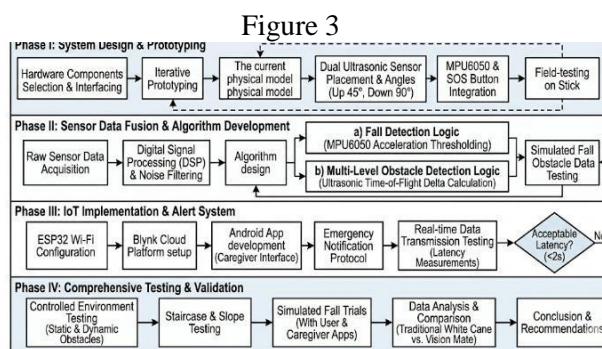 Figure 3
Phase I: System Design & Prototyping
Hardware Components
Selection & Interfacing
Iterative
Prototyping
The current
physical model
physical model
Dual Ultrasonic Sensor
Placement & Angles
(Up 45°, Down 90°)
MPU6050 &
SOS Button
Integration
Field-testing
on Stick
Phase II: Sensor Data Fusion & Algorithm Development
Raw Sensor Data
Acquisition
Digital Signal
Processing (DSP)
& Noise Filtering
Algorithm
design
a) Fall Detection Logic
(MPU6050 Acceleration Thresholding)
b) Multi-Level Obstacle Detection Logic
(Ultrasonic Time-of-Flight Delta Calculation)
Simulated Fall
Obstacle Data
Testing
Phase III: IoT Implementation & Alert System
ESP32 Wi-Fi
Configuration
Blynk Cloud
Platform setup
Android App
development
(Caregiver Interface)
Emergency
Notification
Protocol
Real-time Data
Transmission Testing
(Latency
Measurements)
Acceptable
Latency?
(<2s)
Phase IV: Comprehensive Testing & Validation
Controlled Environment
Testing
(Static & Dynamic
Obstacles)
Staircase & Slope
Testing
Simulated Fall Trials
(With User &
Caregiver Apps)
Data Analysis &
Comparison
(Traditional White Cane
vs. Vision Mate)
Conclusion &
Recommendations